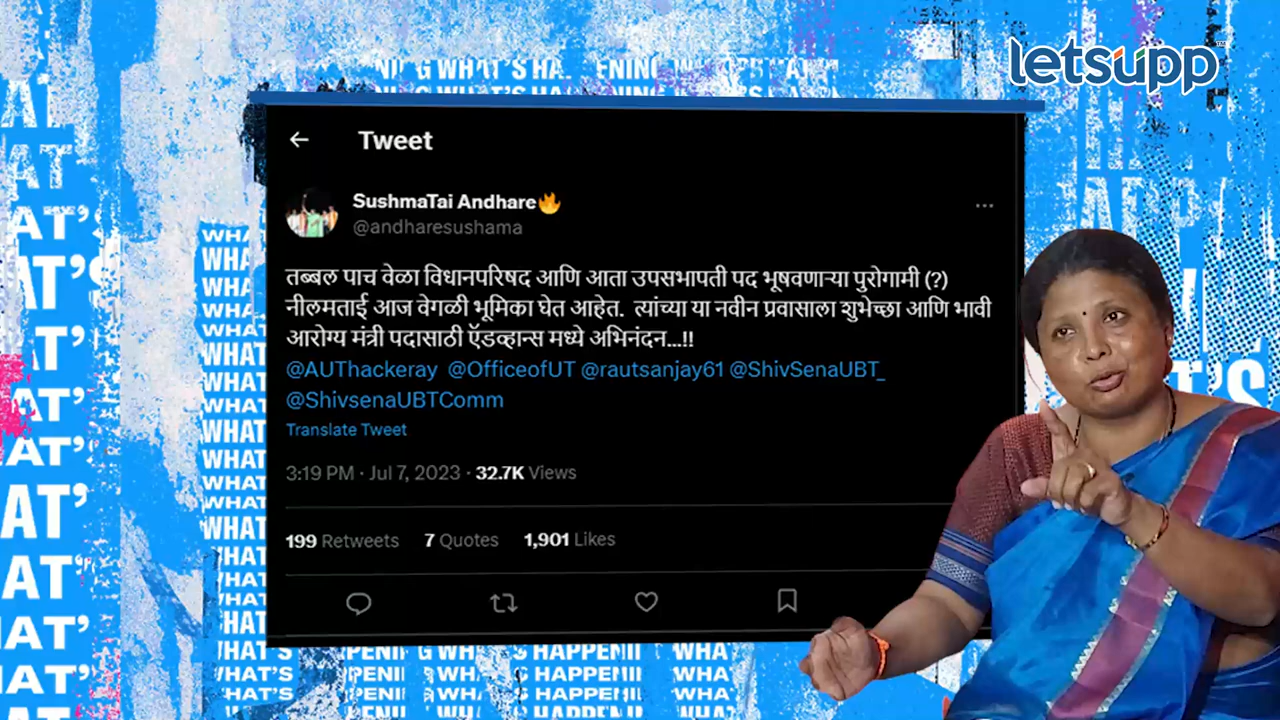 letsupp
Tweet
SushmaTai Andhare🔥
@andharesushama
तब्बल पाच वेळा विधानपरिषद आणि आता उपसभापती पद भूषवणाऱ्या पुरोगामी (?)
नीलमताई आज वेगळी भूमिका घेत आहेत. त्यांच्या या नवीन प्रवासाला शुभेच्छा आणि भावी
आरोग्य मंत्री पदासाठी ऍडव्हान्स मध्ये अभिनंदन...!!
@AUThackeray @OfficeofUT @rautsanjay61 @ShivSenaUBT_
@ShivsenaUBTComm
Translate Tweet
3:19 PM · Jul 7, 2023 · 32.7K Views
199 Retweets 7 Quotes 1,901 Likes